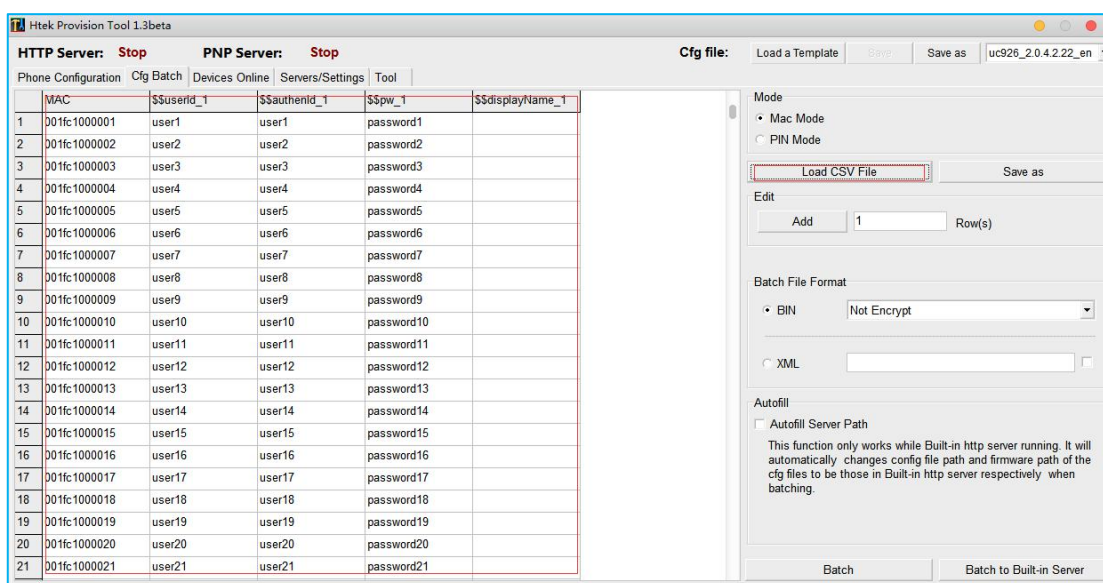 Htek Provision Tool 1.3beta
HTTP Server: Stop PNP Server: Stop Cfg file: Load a Template Save Save as uc926_2.0.4.2.22_en
Phone Configuration Cfg Batch Devices Online Servers/Settings Tool
MAC $$userId_1 $$authenId_1 $$pw_1 $$displayName_1
1 001fc1000001 user1 user1 password1
2 001fc1000002 user2 user2 password2
3 001fc1000003 user3 user3 password3
4 001fc1000004 user4 user4 password4
5 001fc1000005 user5 user5 password5
6 001fc1000006 user6 user6 password6
7 001fc1000007 user7 user7 password7
8 001fc1000008 user8 user8 password8
9 001fc1000009 user9 user9 password9
10 001fc1000010 user10 user10 password10
11 001fc1000011 user11 user11 password11
12 001fc1000012 user12 user12 password12
13 001fc1000013 user13 user13 password13
14 001fc1000014 user14 user14 password14
15 001fc1000015 user15 user15 password15
16 001fc1000016 user16 user16 password16
17 001fc1000017 user17 user17 password17
18 001fc1000018 user18 user18 password18
19 001fc1000019 user19 user19 password19
20 001fc1000020 user20 user20 password20
21 001fc1000021 user21 user21 password21
Mode
Mac Mode
PIN Mode
Load CSV File Save as
Edit
Add 1 Row(s)
Batch File Format
BIN Not Encrypt
XML
Autofill
Autofill Server Path
This function only works while Built-in http server running. It will
automatically changes config file path and firmware path of the
cfg files to be those in Built-in http server respectively when
batching.
Batch Batch to Built-in Server